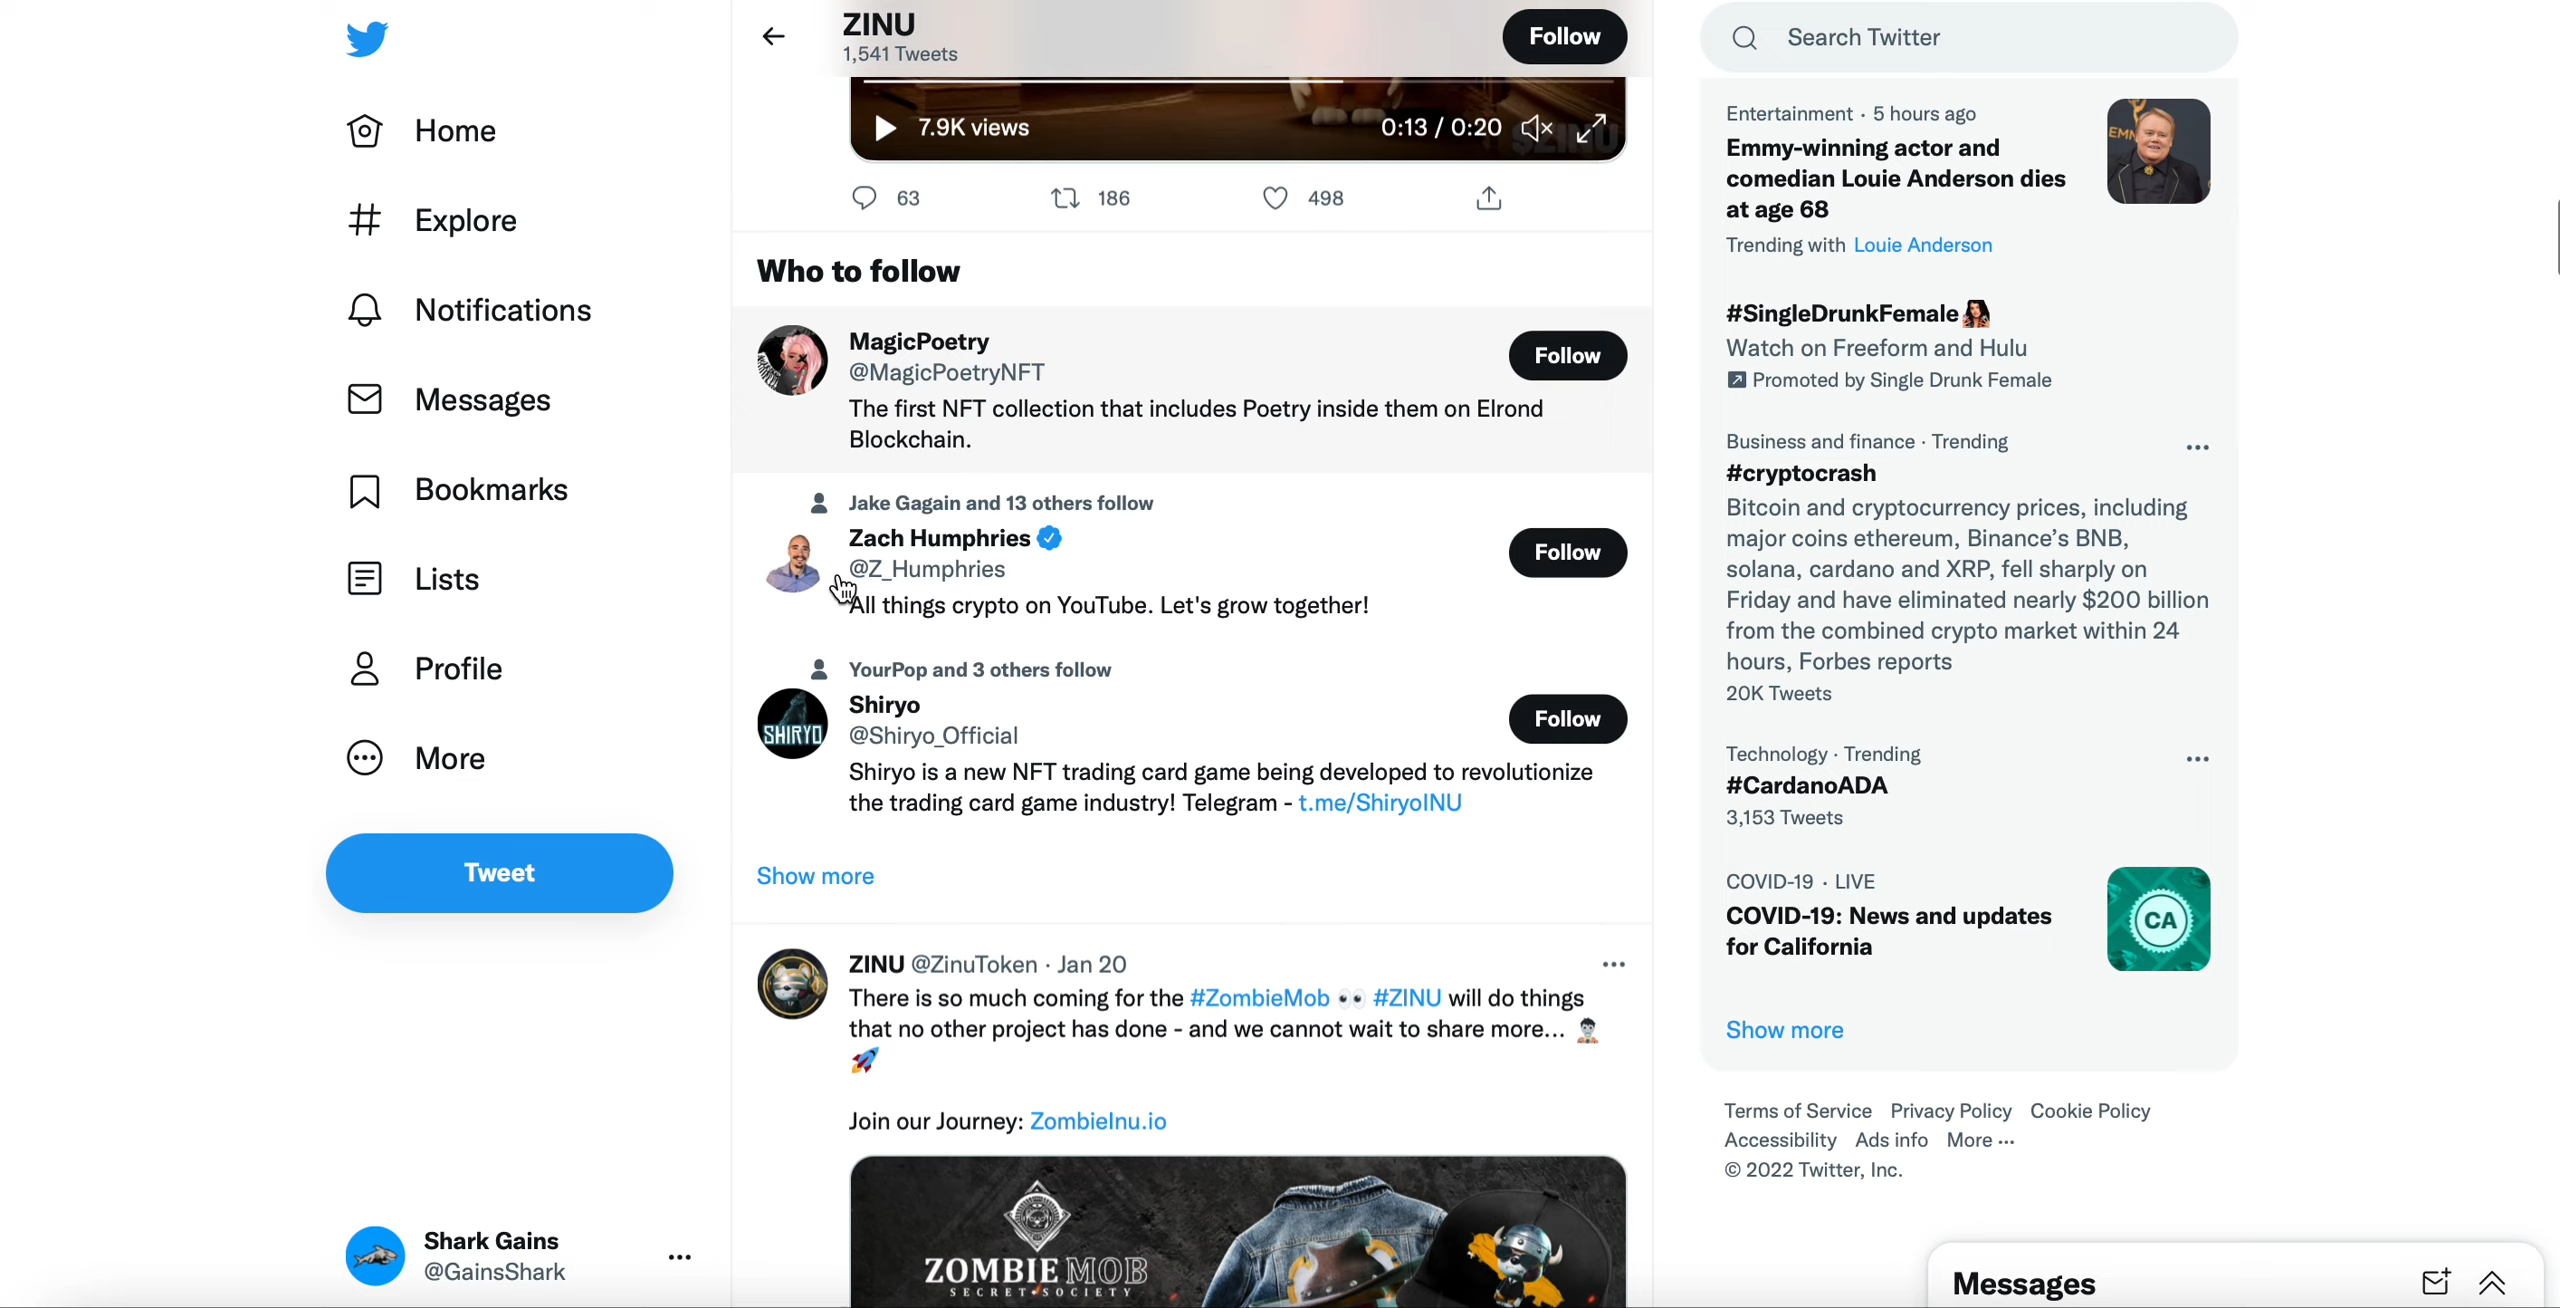 Home
Explore
Notifications
Messages
Bookmarks
Lists
Profile
More
Tweet
Shark Gains
@GainsShark
ZINU
1,541 Tweets
Follow
7.9K views
0:13 / 0:20
$ZINU
63
186
498
Who to follow
MagicPoetry
@MagicPoetryNFT
Follow
The first NFT collection that includes Poetry inside them on Elrond
Blockchain.
Jake Gagain and 13 others follow
Zach Humphries
@Z_Humphries
Follow
All things crypto on YouTube. Let's grow together!
YourPop and 3 others follow
SHIRYO
Shiryo
@Shiryo_Official
Follow
Shiryo is a new NFT trading card game being developed to revolutionize
the trading card game industry! Telegram - t.me/ShiryoINU
Show more
ZINU @ZinuToken · Jan 20
There is so much coming for the #ZombieMob 👀 #ZINU will do things
that no other project has done - and we cannot wait to share more... 🧟‍♂️
🚀
Join our Journey: ZombieInu.io
ZOMBIE MOB
SECRET SOCIETY
Search Twitter
Entertainment · 5 hours ago
Emmy-winning actor and
comedian Louie Anderson dies
at age 68
Trending with Louie Anderson
EMM
#SingleDrunkFemale
Watch on Freeform and Hulu
Promoted by Single Drunk Female
Business and finance · Trending
#cryptocrash
Bitcoin and cryptocurrency prices, including
major coins ethereum, Binance's BNB,
solana, cardano and XRP, fell sharply on
Friday and have eliminated nearly $200 billion
from the combined crypto market within 24
hours, Forbes reports
20K Tweets
Technology · Trending
#CardanoADA
3,153 Tweets
COVID-19 · LIVE
COVID-19: News and updates
for California
CA
Show more
Terms of Service Privacy Policy Cookie Policy
Accessibility Ads info More ···
© 2022 Twitter, Inc.
Messages